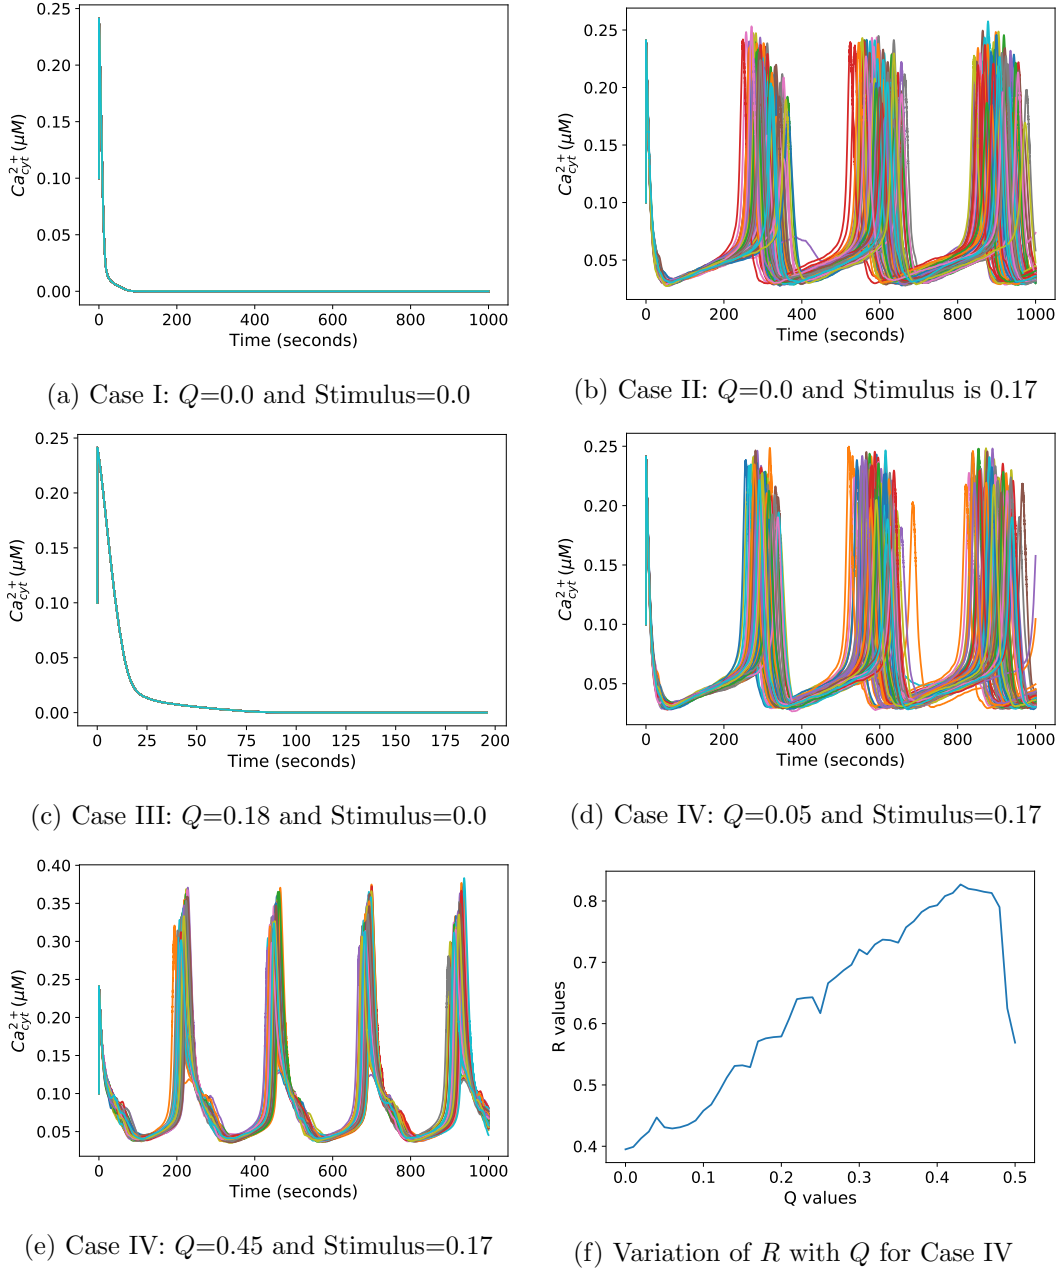 0.25
0.20
0.15
0.10
0.05
0.00
Ca²⁺cyt (μM)
0 200 400 600 800 1000
Time (seconds)
(a) Case I: Q=0.0 and Stimulus=0.0
0.25
0.20
0.15
0.10
0.05
Ca²⁺cyt (μM)
0 200 400 600 800 1000
Time (seconds)
(b) Case II: Q=0.0 and Stimulus is 0.17
0.25
0.20
0.15
0.10
0.05
0.00
Ca²⁺cyt (μM)
0 25 50 75 100 125 150 175 200
Time (seconds)
(c) Case III: Q=0.18 and Stimulus=0.0
0.25
0.20
0.15
0.10
0.05
Ca²⁺cyt (μM)
0 200 400 600 800 1000
Time (seconds)
(d) Case IV: Q=0.05 and Stimulus=0.17
0.40
0.35
0.30
0.25
0.20
0.15
0.10
0.05
Ca²⁺cyt (μM)
0 200 400 600 800 1000
Time (seconds)
(e) Case IV: Q=0.45 and Stimulus=0.17
0.8
0.7
0.6
0.5
0.4
R values
0.0 0.1 0.2 0.3 0.4 0.5
Q values
(f) Variation of R with Q for Case IV